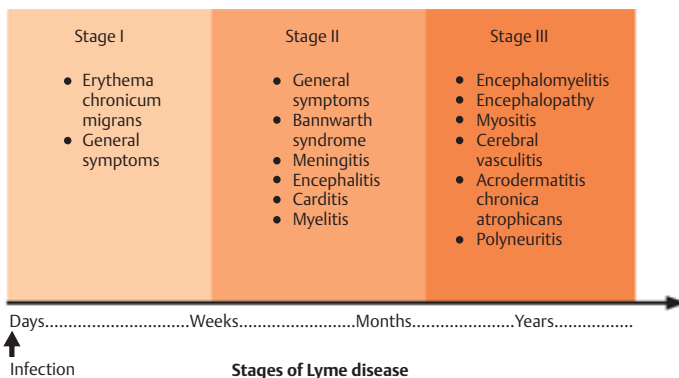 Stage I
• Erythema
chronicum
migrans
• General
symptoms
Stage II
• General
symptoms
• Bannwarth
syndrome
• Meningitis
• Encephalitis
• Carditis
• Myelitis
Stage III
• Encephalomyelitis
• Encephalopathy
• Myositis
• Cerebral
vasculitis
• Acrodermatitis
chronica
atrophicans
• Polyneuritis
Days.............................Weeks.......................Months....................Years................
Infection
Stages of Lyme disease